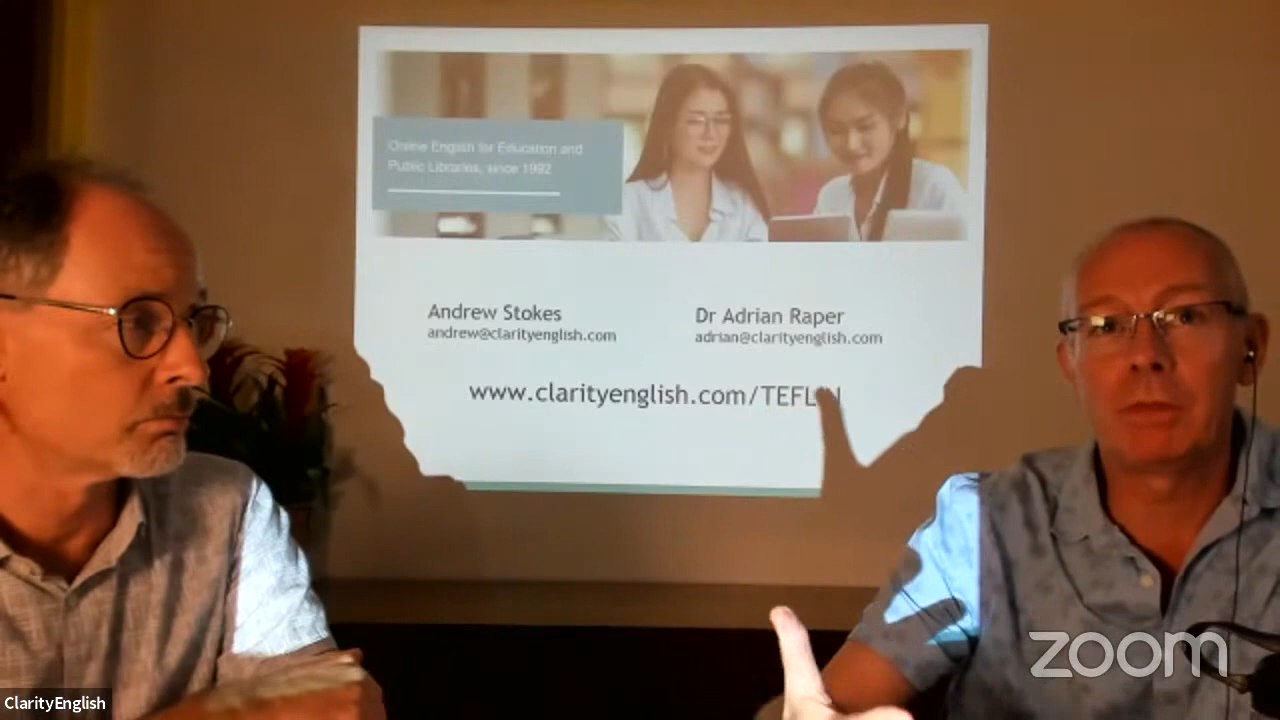 Online English for Education and
Public Libraries, since 1992
Andrew Stokes
andrew@clarityenglish.com
Dr Adrian Raper
adrian@clarityenglish.com
www.clarityenglish.com/TEFLIN
zoom
ClarityEnglish